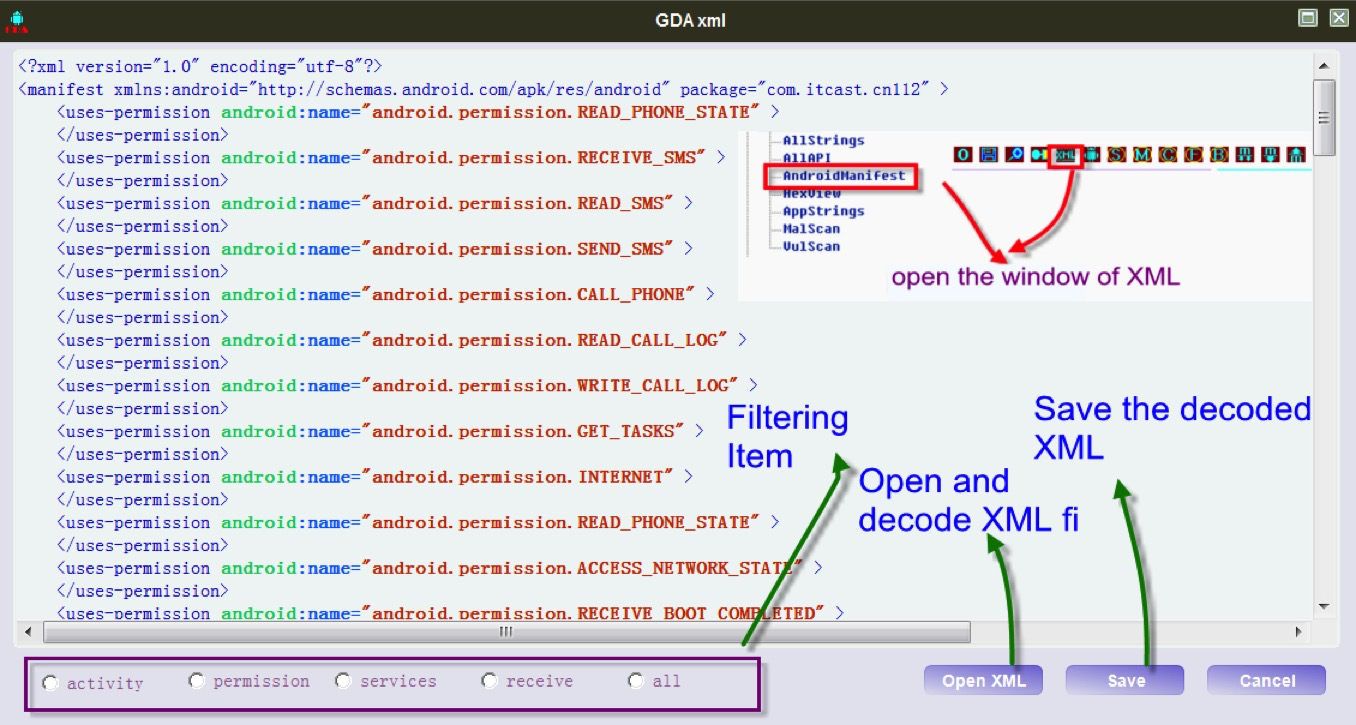 GDA xml
<?xml version="1.0" encoding="utf-8"?>
<manifest xmlns:android="http://schemas.android.com/apk/res/android" package="com.itcast.cn112" >
<uses-permission android:name="android.permission.READ_PHONE_STATE" >
</uses-permission>
<uses-permission android:name="android.permission.RECEIVE_SMS" >
</uses-permission>
<uses-permission android:name="android.permission.READ_SMS" >
</uses-permission>
<uses-permission android:name="android.permission.SEND_SMS" >
</uses-permission>
<uses-permission android:name="android.permission.CALL_PHONE" >
</uses-permission>
<uses-permission android:name="android.permission.READ_CALL_LOG" >
</uses-permission>
<uses-permission android:name="android.permission.WRITE_CALL_LOG" >
</uses-permission>
<uses-permission android:name="android.permission.GET_TASKS" >
</uses-permission>
<uses-permission android:name="android.permission.INTERNET" >
</uses-permission>
<uses-permission android:name="android.permission.READ_PHONE_STATE" >
</uses-permission>
<uses-permission android:name="android.permission.ACCESS_NETWORK_STATE" >
</uses-permission>
<uses-permission android:name="android.permission.RECEIVE_BOOT_COMPLETED" >
AllStrings
AllAPI
AndroidManifest
HexView
AppStrings
MalScan
VulScan
XML
S M C F B
open the window of XML
Filtering
Item
Open and
decode XML fi
Save the decoded
XML
activity permission services receive all
Open XML Save Cancel